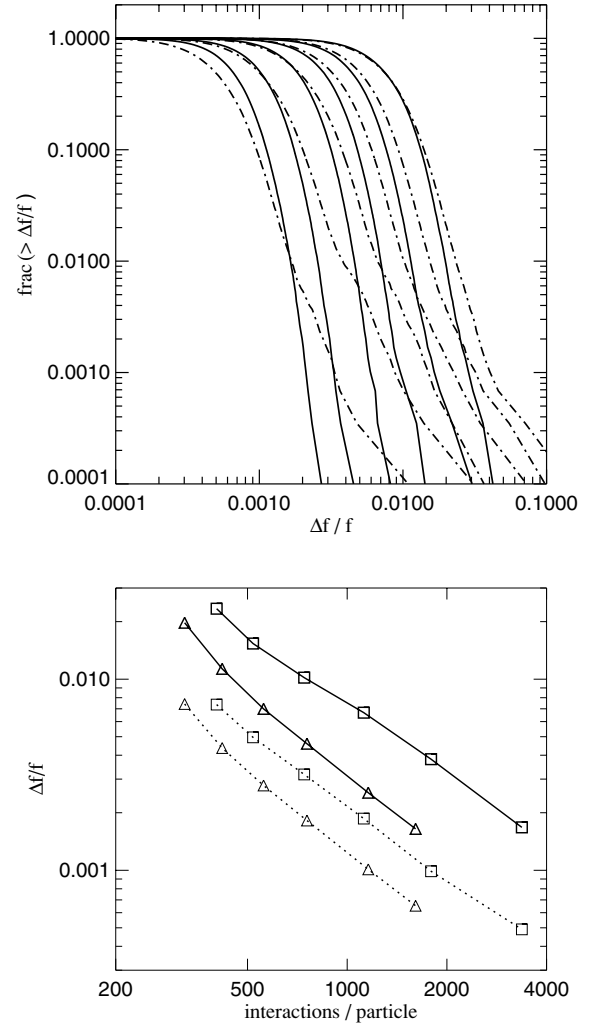 1.0000
0.1000
0.0100
0.0010
0.0001
frac (> Δf/f )
0.0001 0.0010 0.0100 0.1000
Δf / f
0.010
0.001
Δf/f
200 500 1000 2000 4000
interactions / particle